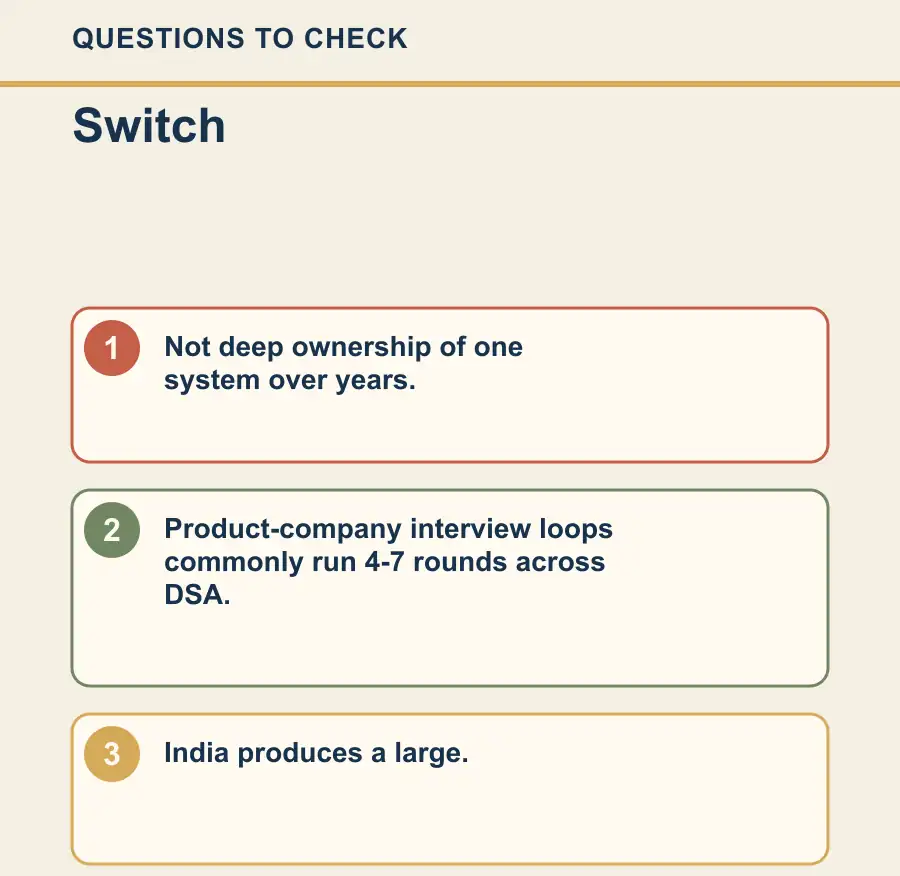 QUESTIONS TO CHECK
Switch
1
Not deep ownership of one
system over years.
2
Product-company interview loops
commonly run 4-7 rounds across
DSA.
3
India produces a large.